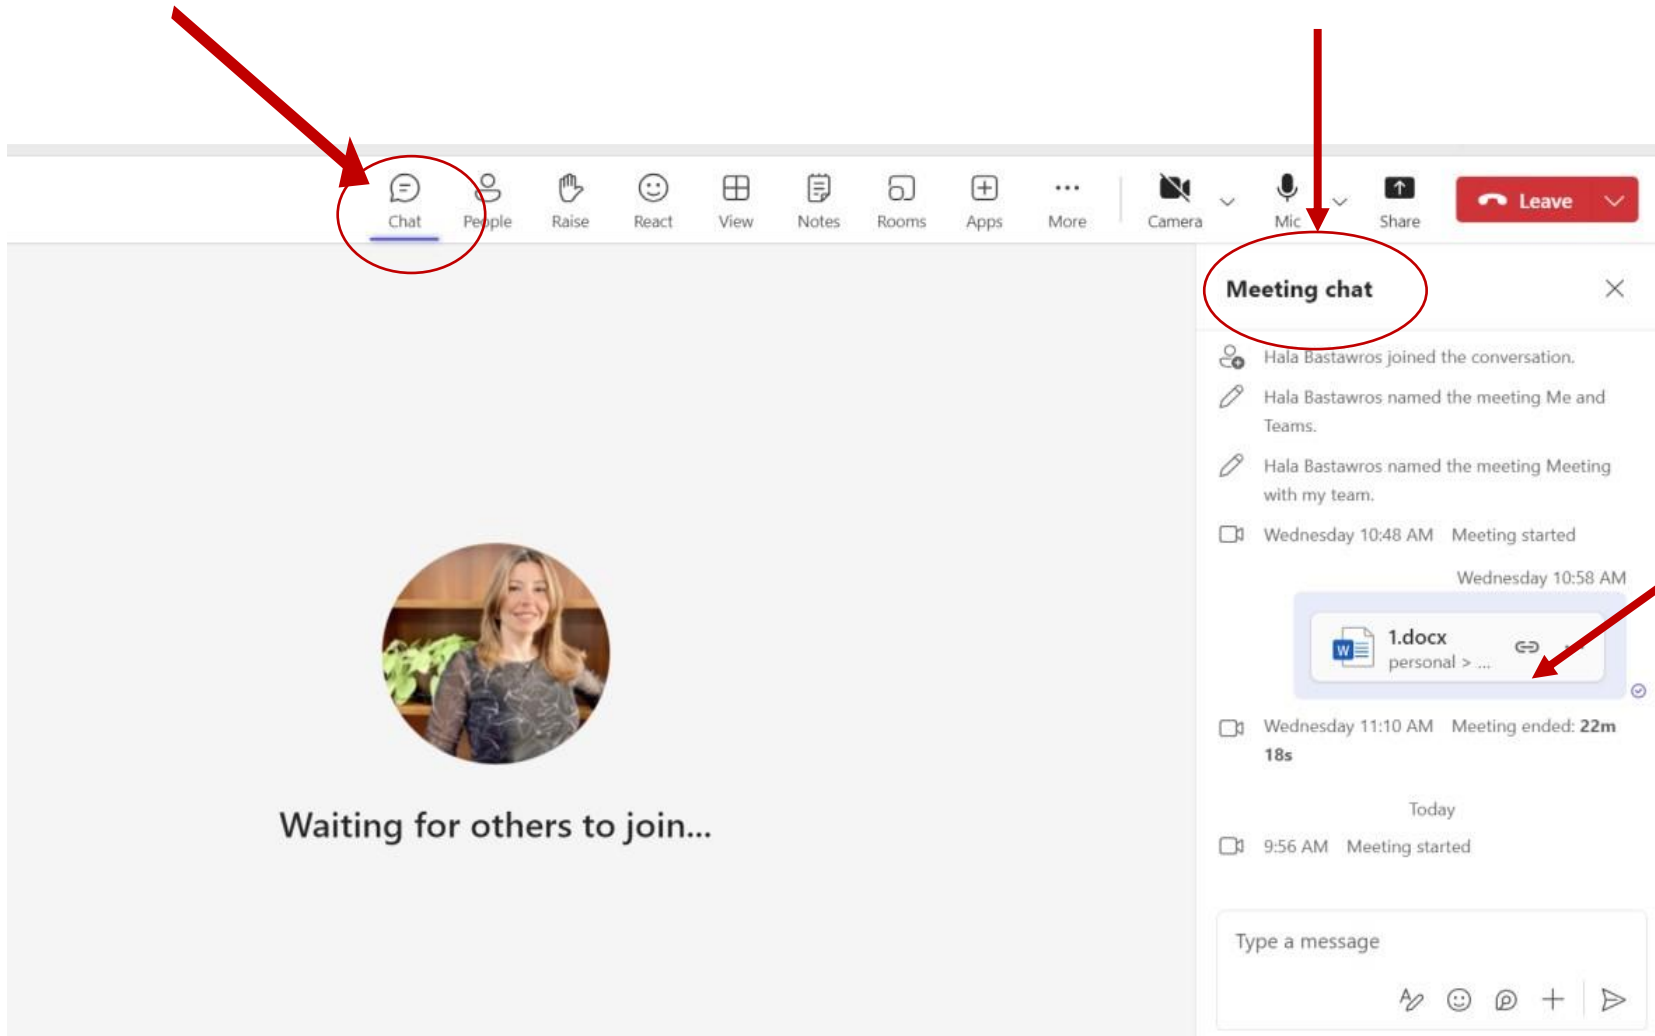 Chat People Raise React View Notes Rooms Apps More Camera Mic Share Leave
Meeting chat
Hala Bastawros joined the conversation.
Hala Bastawros named the meeting Me and
Teams.
Hala Bastawros named the meeting Meeting
with my team.
Wednesday 10:48 AM Meeting started
Wednesday 10:58 AM
W 1.docx
personal > ...
Wednesday 11:10 AM Meeting ended: 22m
18s
Today
9:56 AM Meeting started
Waiting for others to join...
Type a message